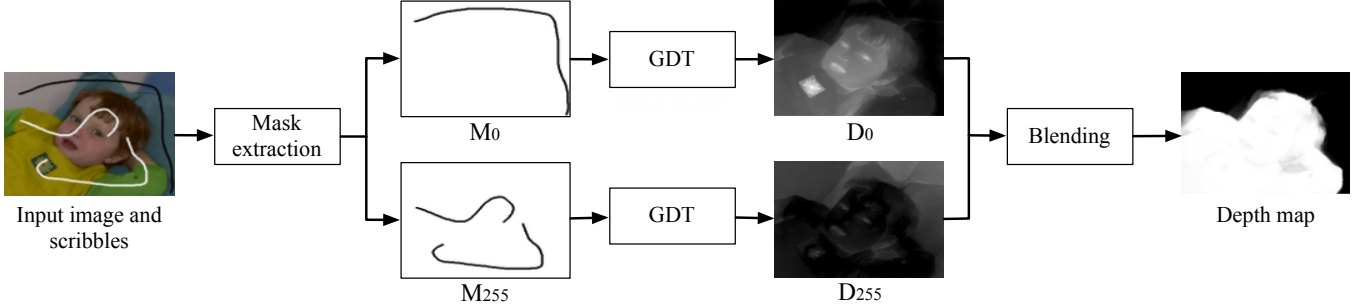 Input image and
scribbles
Mask
extraction
M0
GDT
D0
M255
GDT
D255
Blending
Depth map